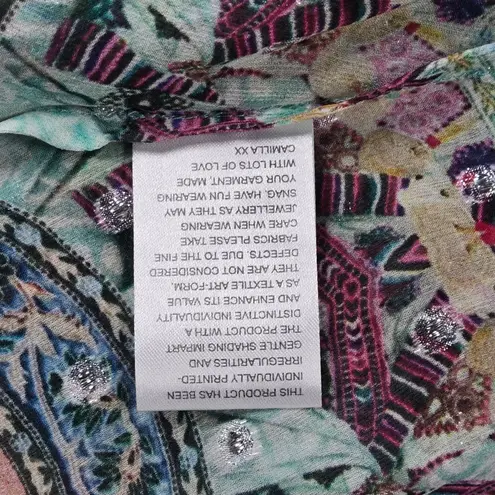 THIS PRODUCT HAS BEEN
INDIVIDUALLY PRINTED-
IRREGULARITIES AND
GENTLE SHADING IMPART
THE PRODUCT WITH A
DISTINCTIVE INDIVIDUALITY
AND ENHANCE ITS VALUE
AS A TEXTILE ART-FORM.
THEY ARE NOT CONSIDERED
DEFECTS. DUE TO THE FINE
FABRICS PLEASE TAKE
CARE WHEN WEARING
JEWELLERY AS THEY MAY
SNAG. HAVE FUN WEARING
YOUR GARMENT, MADE
WITH LOTS OF LOVE
CAMILLA XX